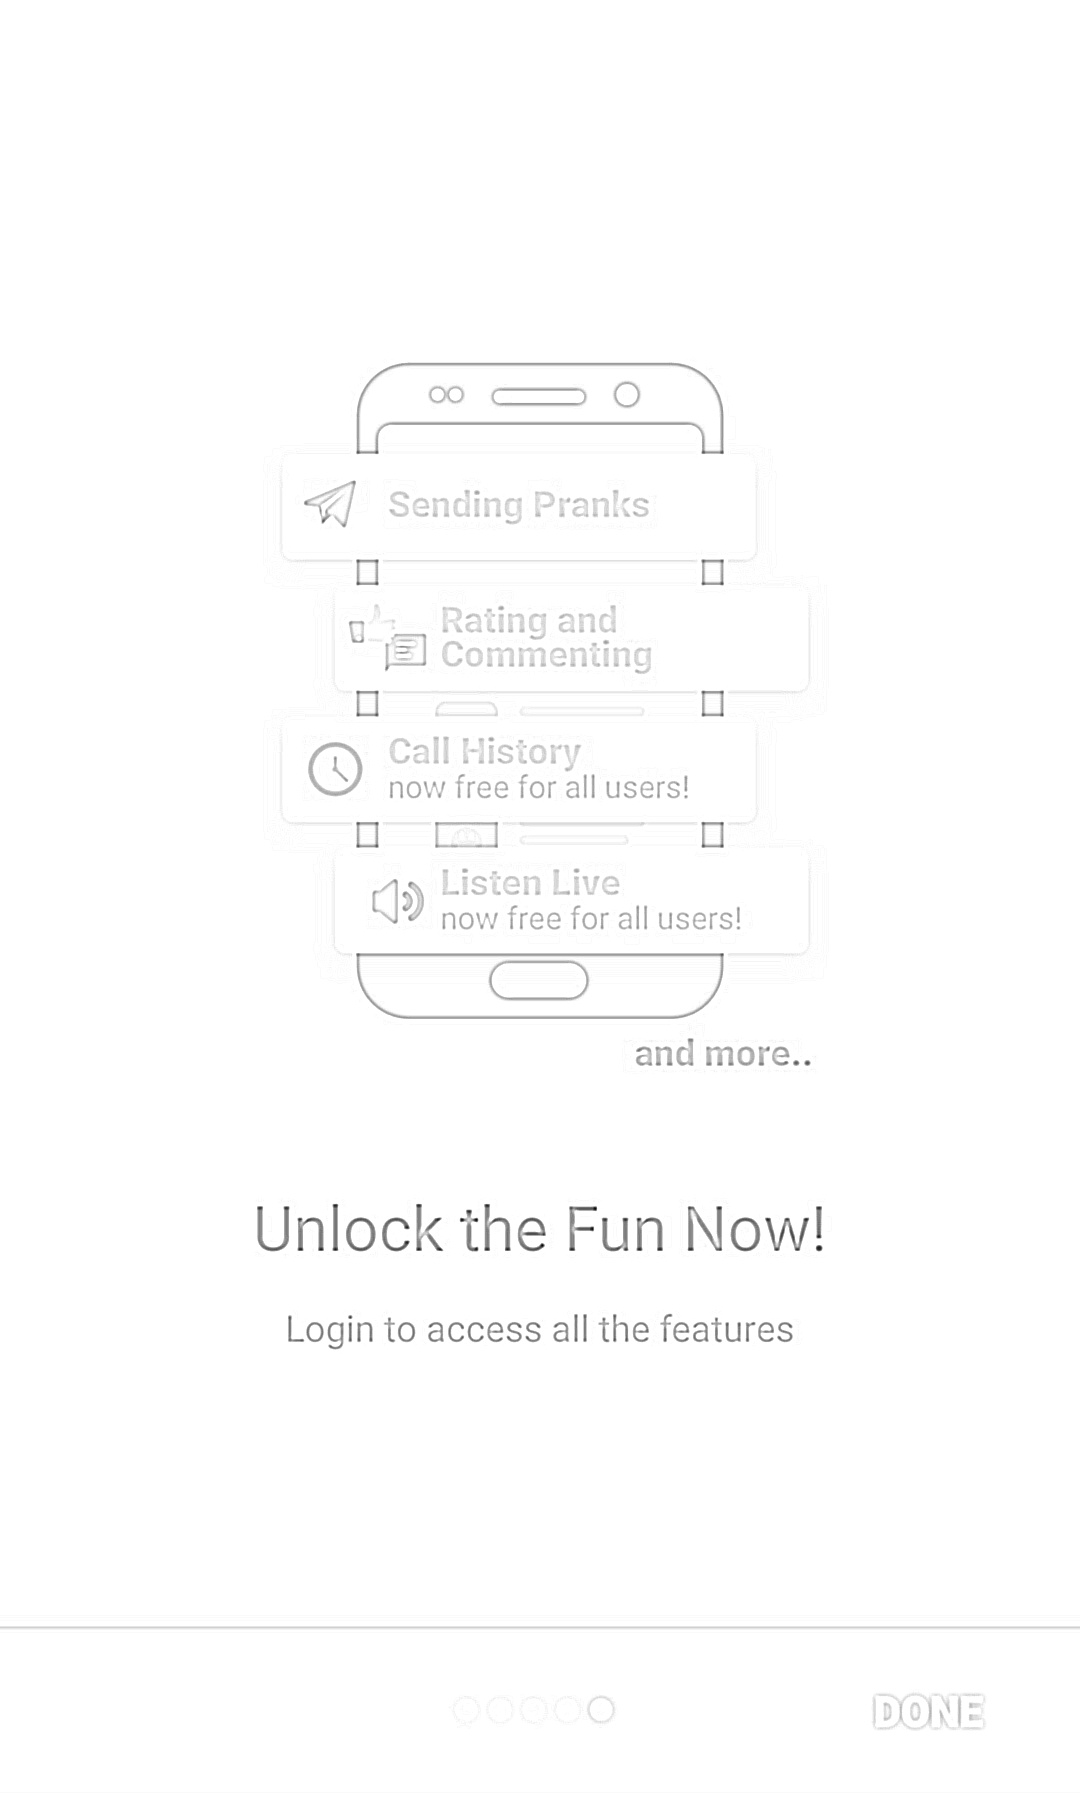 Sending Pranks
Rating and
Commenting
Call History
now free for all users!
Listen Live
now free for all users!
and more..
Unlock the Fun Now!
Login to access all the features
DONE